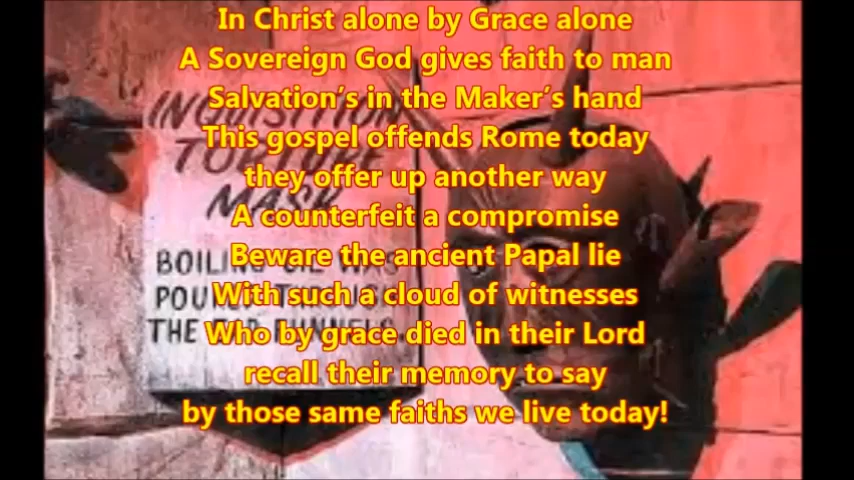 In Christ alone by Grace alone
A Sovereign God gives faith to man
Salvation's in the Maker's hand
This gospel offends Rome today
they offer up another way
A counterfeit a compromise
Beware the ancient Papal lie
With such a cloud of witnesses
Who by grace died in their Lord
recall their memory to say
by those same faiths we live today!
INQUISITION
TORTURE
MASK
BOILING OIL WAS
THE EAR FUNNELS